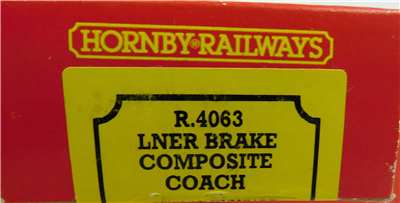 HORNBY®RAILWAYS
R.4063
LNER BRAKE
COMPOSITE
COACH